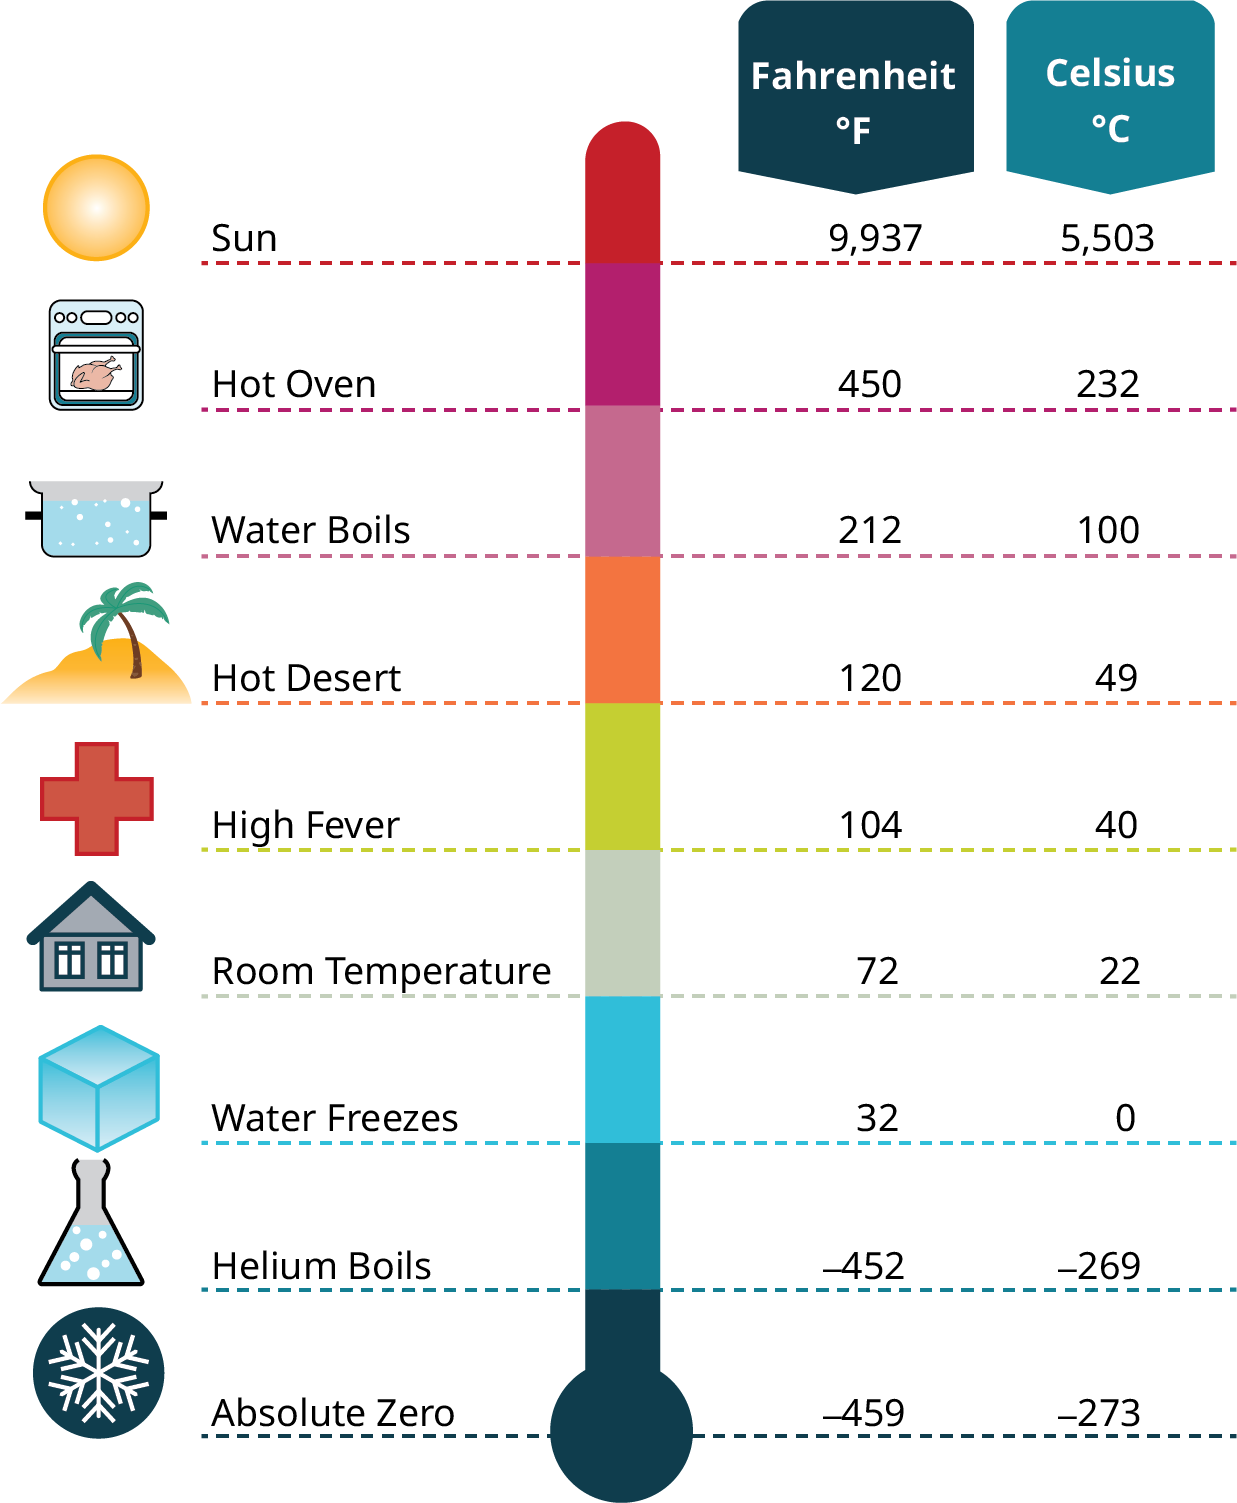 Fahrenheit
°F
Celsius
°C
Sun 9,937 5,503
Hot Oven 450 232
Water Boils 212 100
Hot Desert 120 49
High Fever 104 40
Room Temperature 72 22
Water Freezes 32 0
Helium Boils –452 –269
Absolute Zero –459 –273